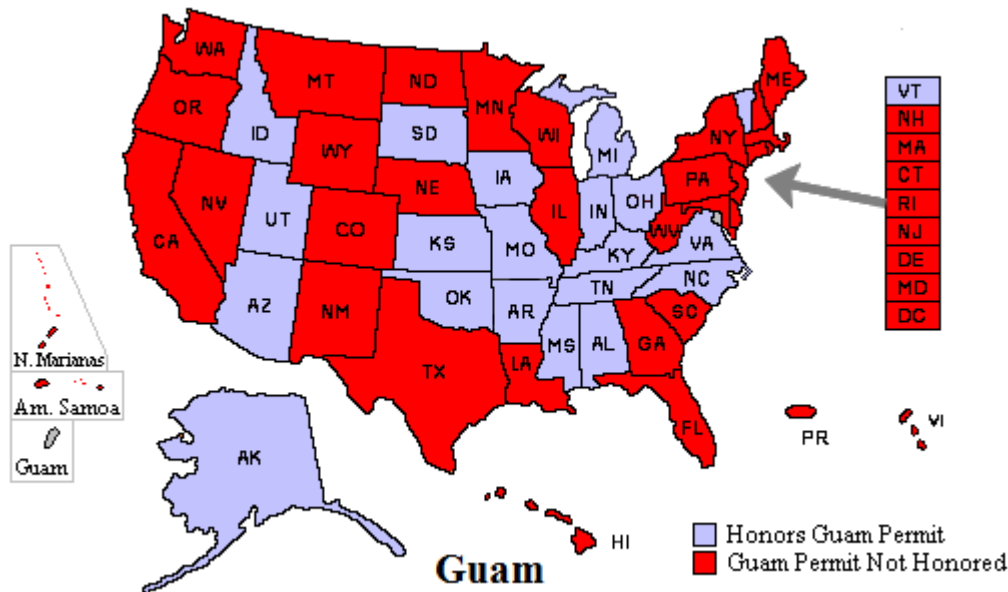 WA
MT
ND
MN
ME
VT
OR
ID
SD
WI
MI
NY
NH
MA
WY
CT
NE
IA
PA
RI
NV
UT
CO
IL
IN
OH
NJ
WV
DE
CA
KS
MO
KY
VA
MD
DC
AZ
NM
OK
AR
TN
NC
SC
MS
AL
GA
N. Marianas
TX
LA
Am. Samoa
FL
PR
VI
Guam
AK
HI
Honors Guam Permit
Guam Permit Not Honored
Guam